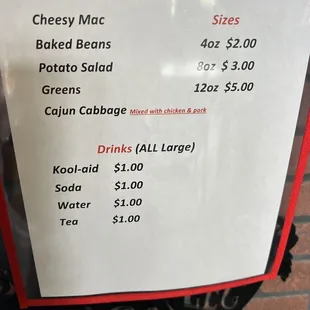 Cheesy Mac Sizes
Baked Beans 4oz $2.00
Potato Salad 8oz $ 3.00
Greens 12oz $5.00
Cajun Cabbage Mixed with chicken & pork
Drinks (ALL Large)
Kool-aid $1.00
Soda $1.00
Water $1.00
Tea $1.00